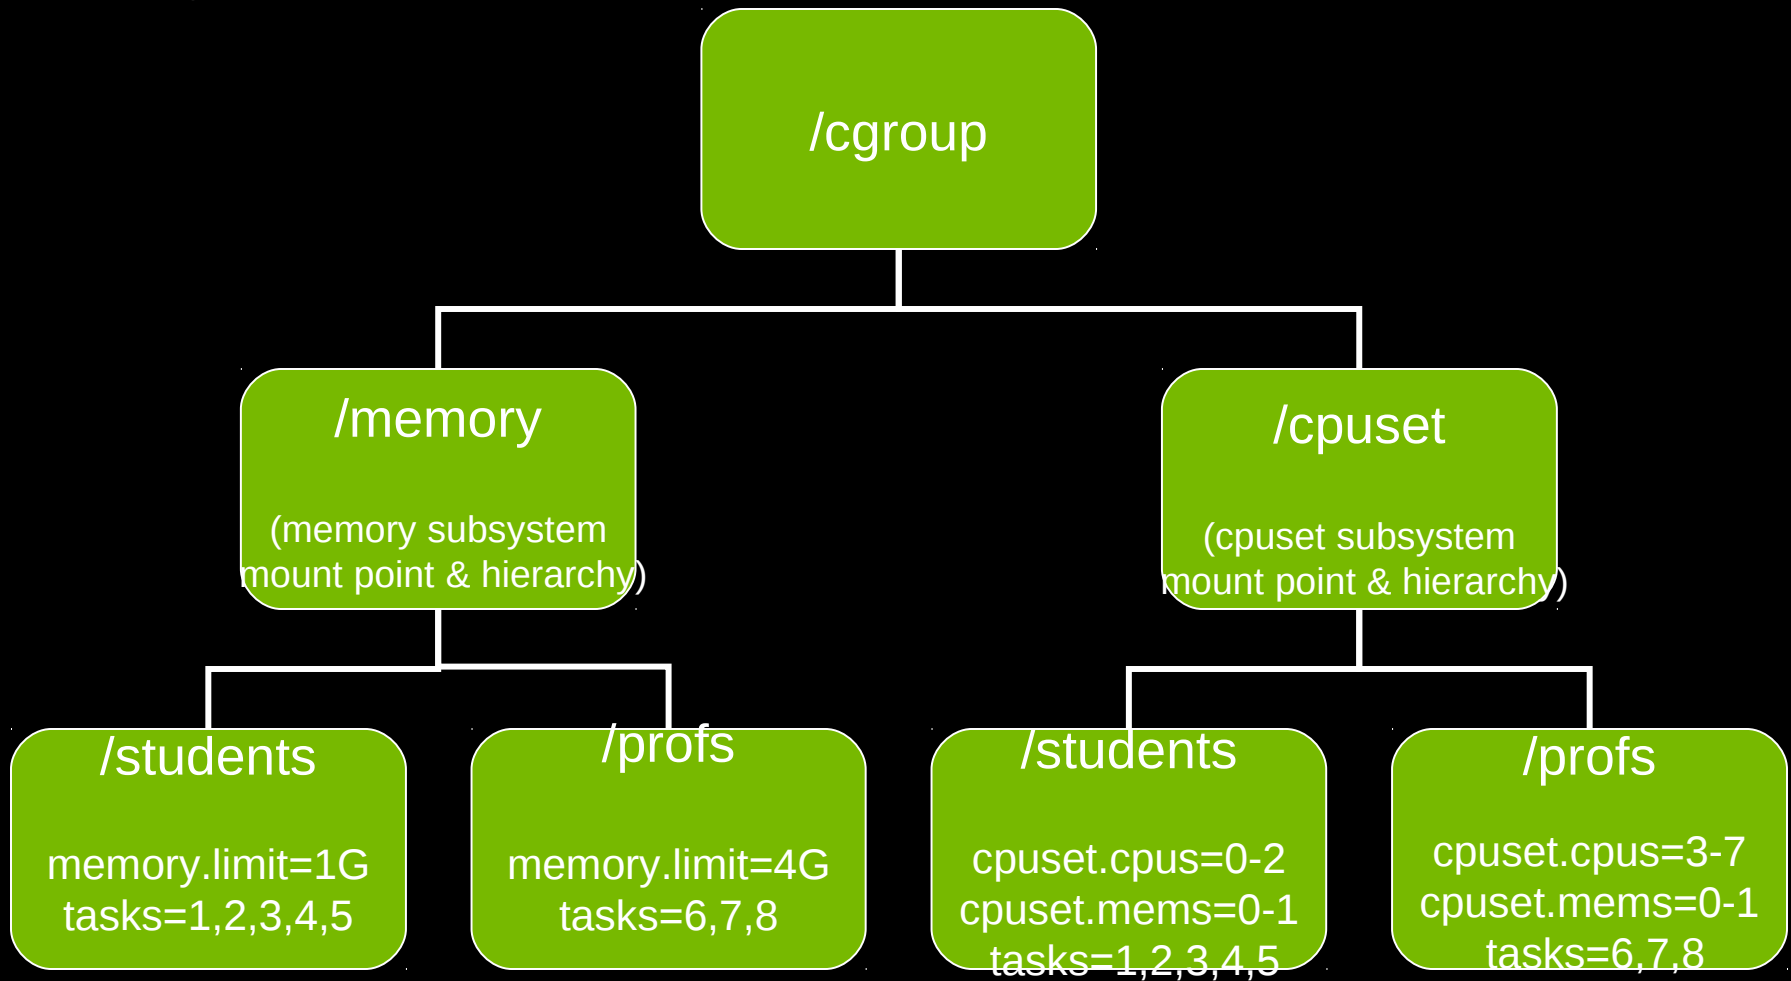 /cgroup
/memory
(memory subsystem
mount point & hierarchy)
/cpuset
(cpuset subsystem
mount point & hierarchy)
/students
memory.limit=1G
tasks=1,2,3,4,5
/profs
memory.limit=4G
tasks=6,7,8
/students
cpuset.cpus=0-2
cpuset.mems=0-1
tasks=1,2,3,4,5
/profs
cpuset.cpus=3-7
cpuset.mems=0-1
tasks=6,7,8